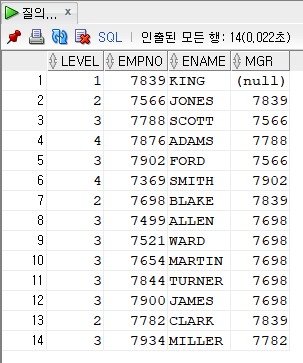 질의... ×
SQL | 인출된 모든 행: 14(0,022초)
LEVEL EMPNO ENAME MGR
1 1 7839 KING (null)
2 2 7566 JONES 7839
3 3 7788 SCOTT 7566
4 4 7876 ADAMS 7788
5 3 7902 FORD 7566
6 4 7369 SMITH 7902
7 2 7698 BLAKE 7839
8 3 7499 ALLEN 7698
9 3 7521 WARD 7698
10 3 7654 MARTIN 7698
11 3 7844 TURNER 7698
12 3 7900 JAMES 7698
13 2 7782 CLARK 7839
14 3 7934 MILLER 7782